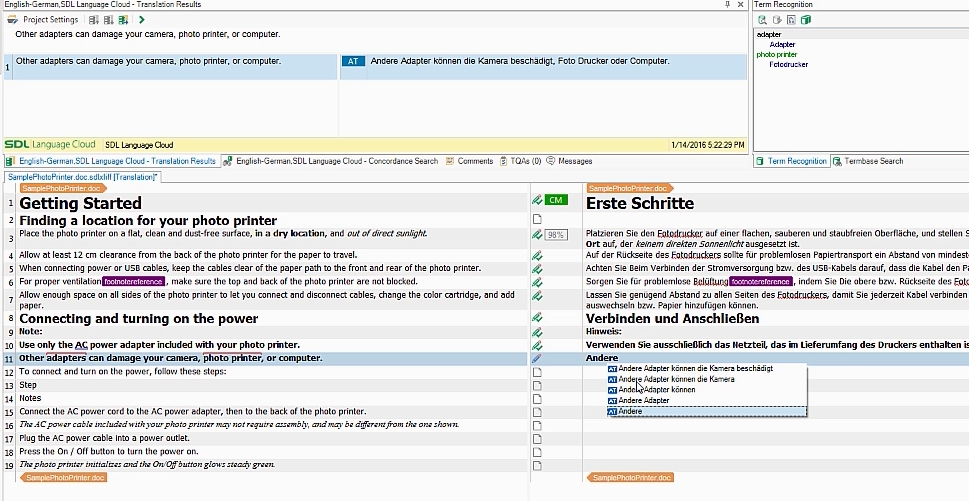 English-German,SDL Language Cloud - Translation Results
Term Recognition
Project Settings
Other adapters can damage your camera, photo printer, or computer.
1 Other adapters can damage your camera, photo printer, or computer. AT Andere Adapter können die Kamera beschädigt, Foto Drucker oder Computer.
adapter
Adapter
photo printer
Fotodrucker
SDL Language Cloud SDL Language Cloud 1/14/2016 5:22:29 PM
English-German,SDL Language Cloud - Translation Results English-German,SDL Language Cloud - Concordance Search Comments TQAs (0) Messages
Term Recognition Termbase Search
SamplePhotoPrinter.doc.sdlxliff [Translation]*
SamplePhotoPrinter.doc SamplePhotoPrinter.doc
1 Getting Started CM Erste Schritte
2 Finding a location for your photo printer
3 Place the photo printer on a flat, clean and dust-free surface, in a dry location, and out of direct sunlight. 98% Platzieren Sie den Fotodrucker auf einer flachen, sauberen und staubfreien Oberfläche, und stellen S
Ort auf, der keinem direkten Sonnenlicht ausgesetzt ist.
4 Allow at least 12 cm clearance from the back of the photo printer for the paper to travel. Auf der Rückseite des Fotodruckers sollte für problemlosen Papiertransport ein Abstand von mindest
5 When connecting power or USB cables, keep the cables clear of the paper path to the front and rear of the photo printer. Achten Sie Beim Verbinden der Stromversorgung bzw. des USB-Kabels darauf, dass die Kabel den Pa
6 For proper ventilation footnotereference , make sure the top and back of the photo printer are not blocked. Sorgen Sie für problemlose Belüftung footnotereference , indem Sie Die obere bzw. Rückseite des Foto
7 Allow enough space on all sides of the photo printer to let you connect and disconnect cables, change the color cartridge, and add
paper. Lassen Sie genügend Abstand zu allen Seiten des Fotodruckers, damit Sie jederzeit Kabel verbinden
auswechseln bzw. Papier hinzufügen können.
8 Connecting and turning on the power Verbinden und Anschließen
9 Note: Hinweis:
10 Use only the AC power adapter included with your photo printer. Verwenden Sie ausschließlich das Netzteil, das im Lieferumfang des Druckers enthalten is
11 Other adapters can damage your camera, photo printer, or computer. Andere
12 To connect and turn on the power, follow these steps:
AT Andere Adapter können die Kamera beschädigt
13 Step
AT Andere Adapter können die Kamera
14 Notes
AT Andere Adapter können
AT Andere Adapter
15 Connect the AC power cord to the AC power adapter, then to the back of the photo printer.
AT Andere
16 The AC power cable included with your photo printer may not require assembly, and may be different from the one shown.
17 Plug the AC power cable into a power outlet.
18 Press the On / Off button to turn the power on.
19 The photo printer initializes and the On/Off button glows steady green.
SamplePhotoPrinter.doc SamplePhotoPrinter.doc